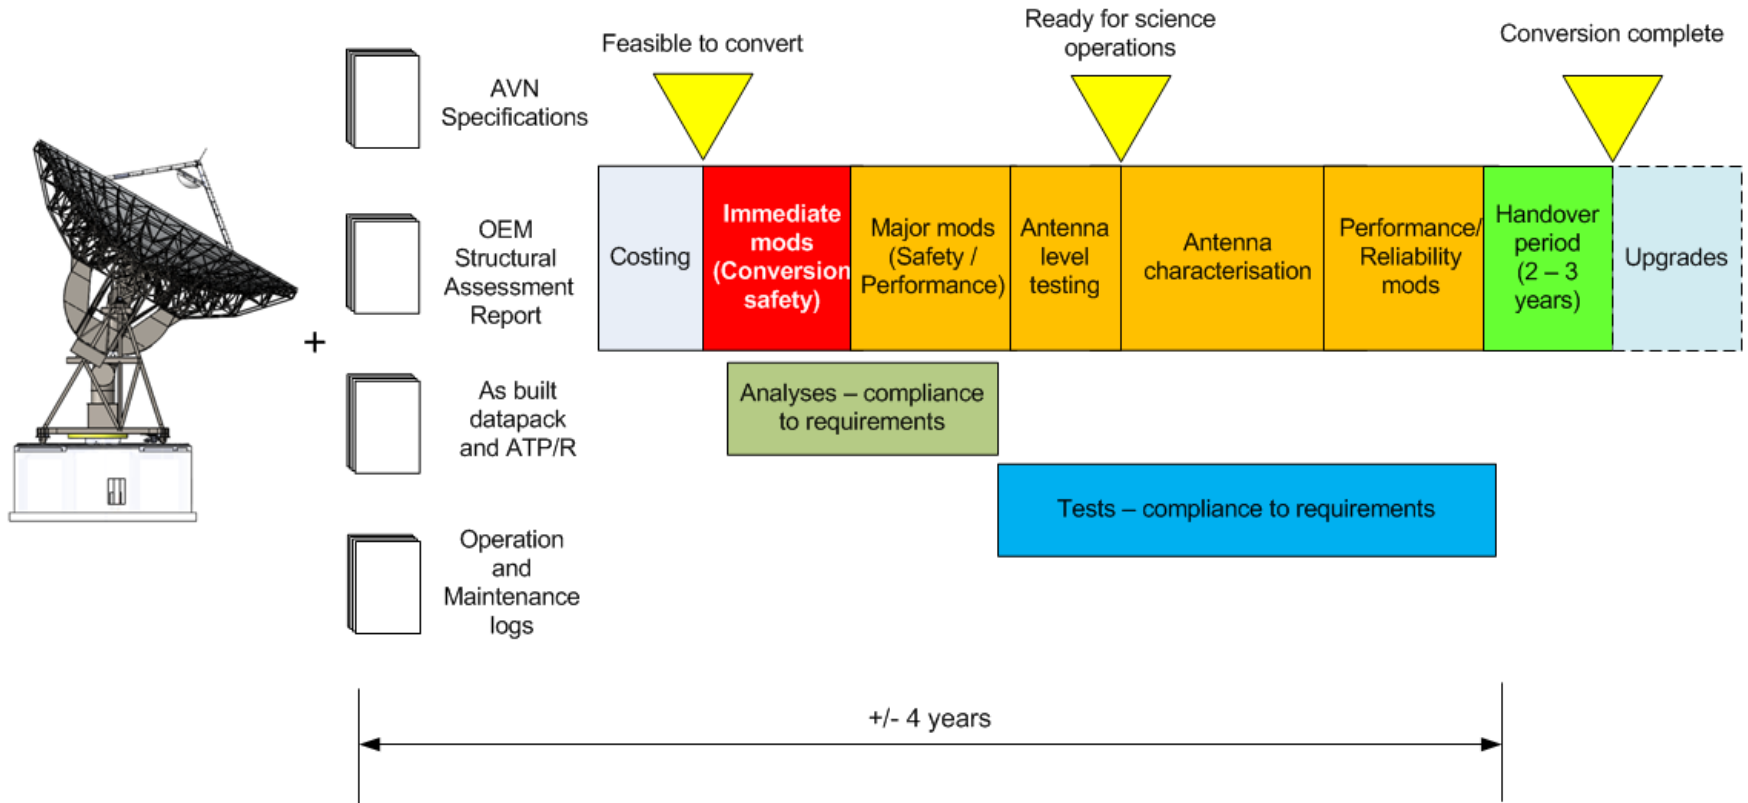 Feasible to convert
Ready for science
operations
Conversion complete
AVN
Specifications
OEM
Structural
Assessment
Report
As built
datapack
and ATP/R
Operation
and
Maintenance
logs
+
Costing
Immediate
mods
(Conversion
safety)
Major mods
(Safety /
Performance)
Antenna
level
testing
Antenna
characterisation
Performance/
Reliability
mods
Handover
period
(2 – 3
years)
Upgrades
Analyses – compliance
to requirements
Tests – compliance to requirements
+/- 4 years